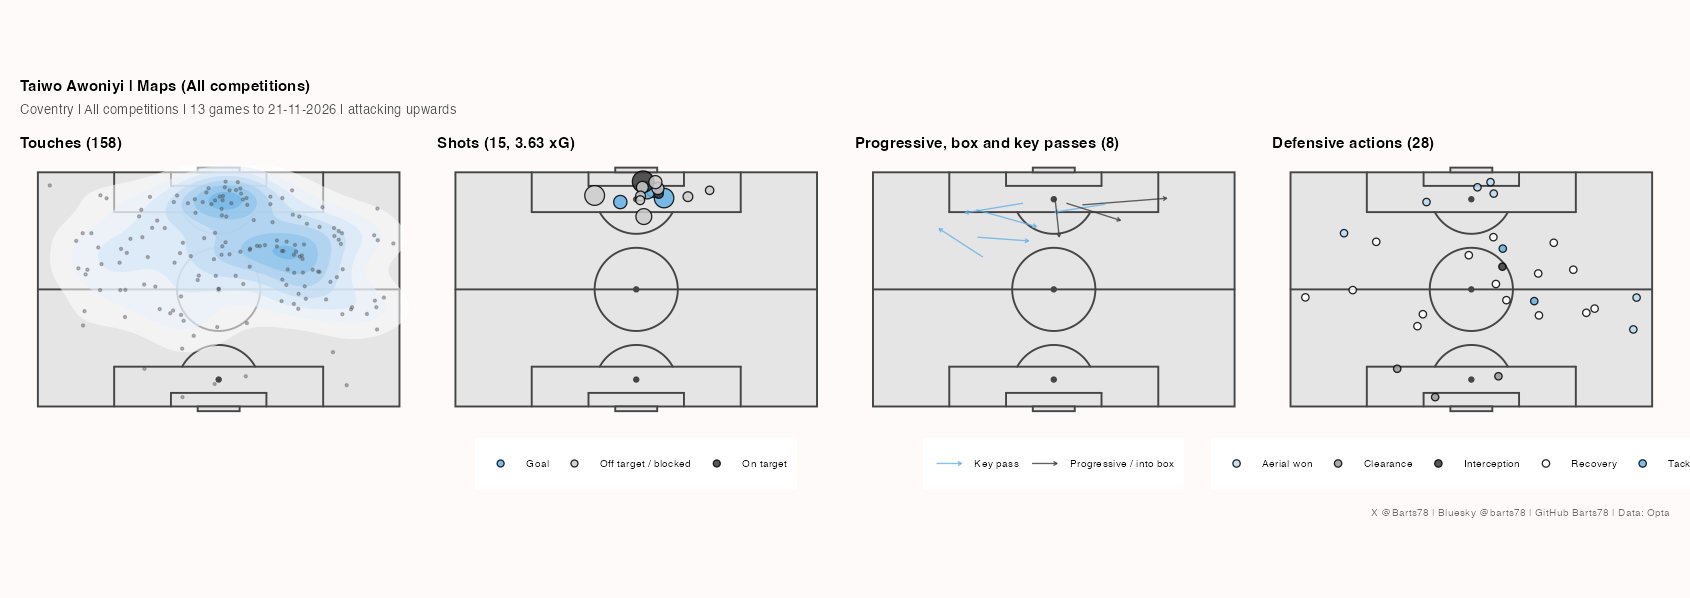 Taiwo Awoniyi | Maps (All competitions)
Coventry | All competitions | 13 games to 21-11-2026 | attacking upwards
Touches (158)
Shots (15, 3.63 xG)
Progressive, box and key passes (8)
Defensive actions (28)
Goal
Off target / blocked
On target
Key pass
Progressive / into box
Aerial won
Clearance
Interception
Recovery
Tack
X @Barts78 | Bluesky @barts78 | GitHub Barts78 | Data: Opta